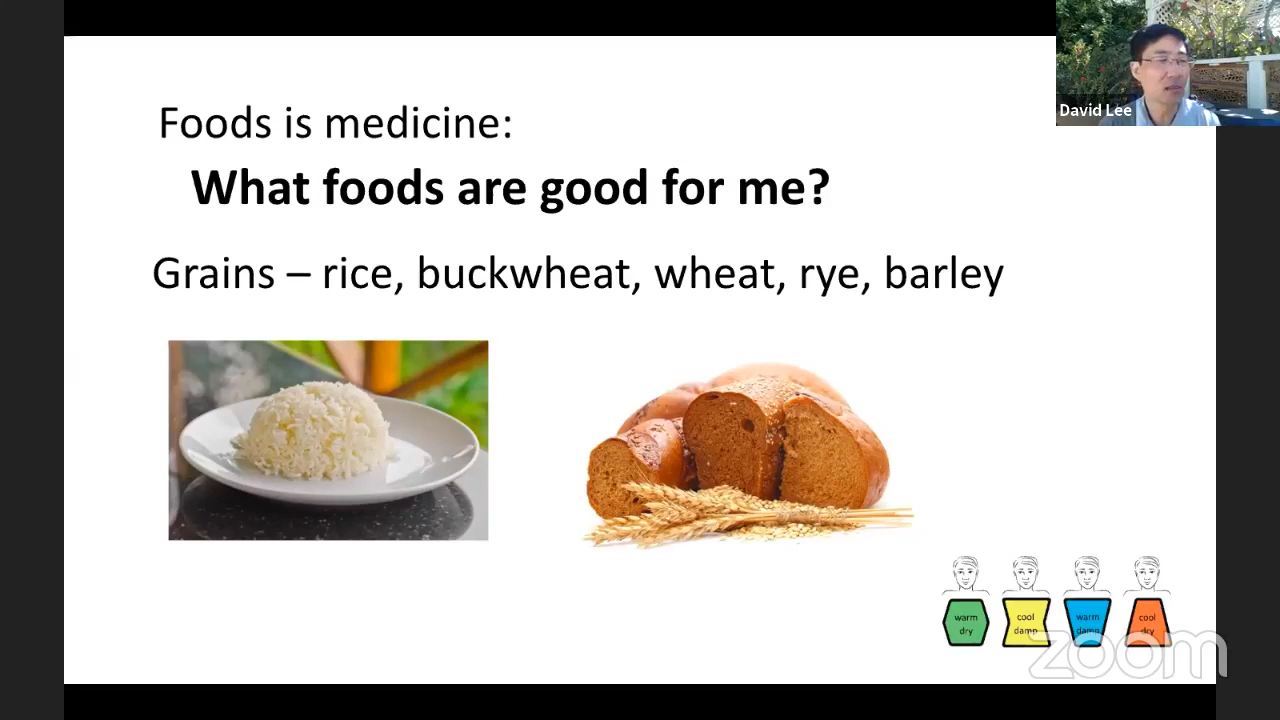 David Lee
Foods is medicine:
What foods are good for me?
Grains – rice, buckwheat, wheat, rye, barley
warm
dry
cool
damp
warm
damp
cool
dry
zoom